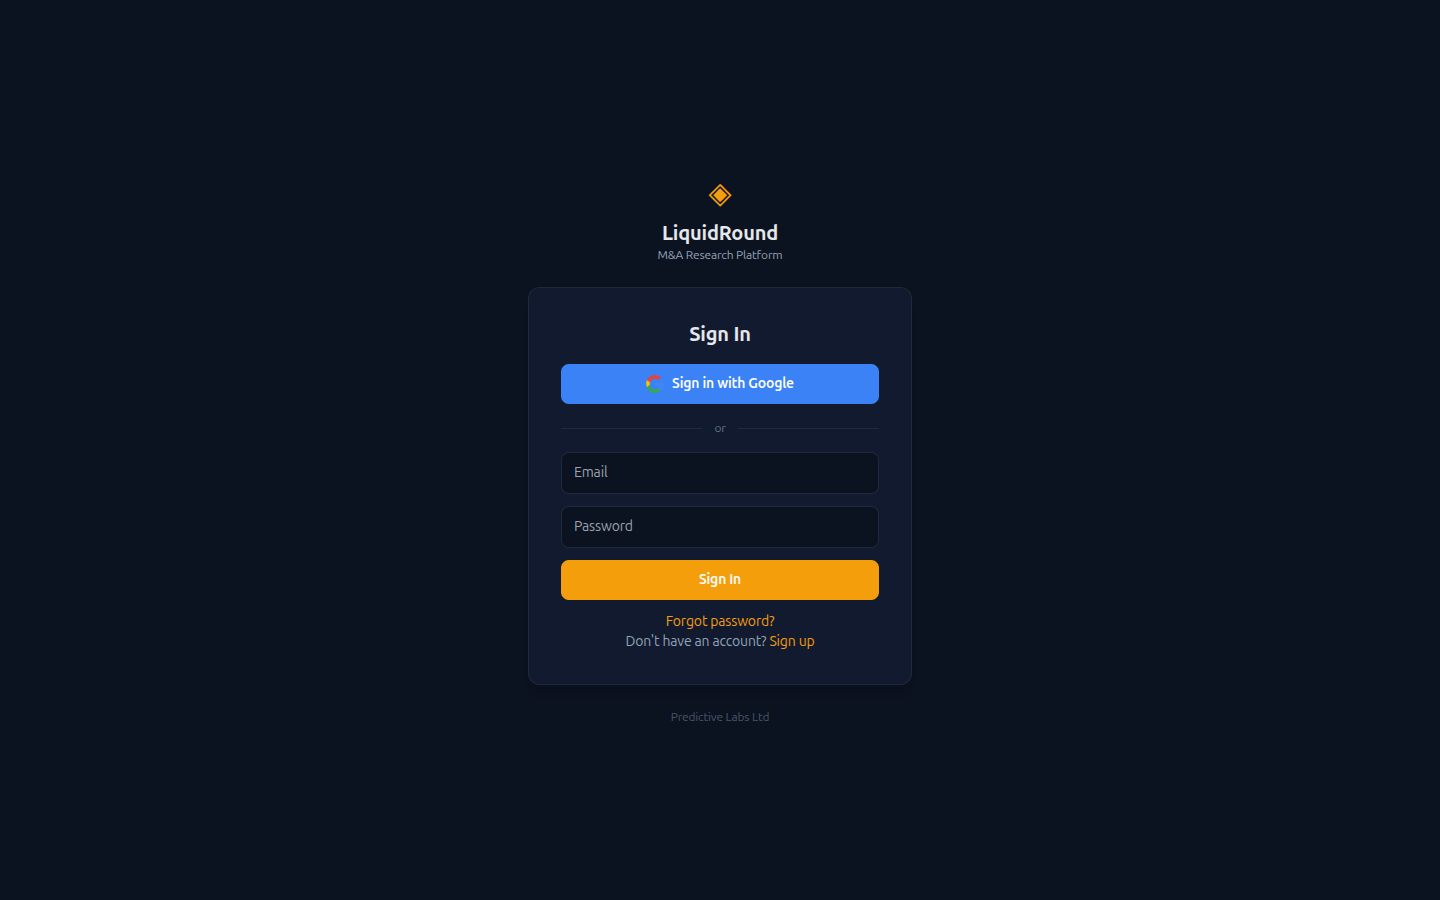 LiquidRound
M&A Research Platform
Sign In
Sign in with Google
or
Email
Password
Sign In
Forgot password?
Don't have an account? Sign up
Predictive Labs Ltd